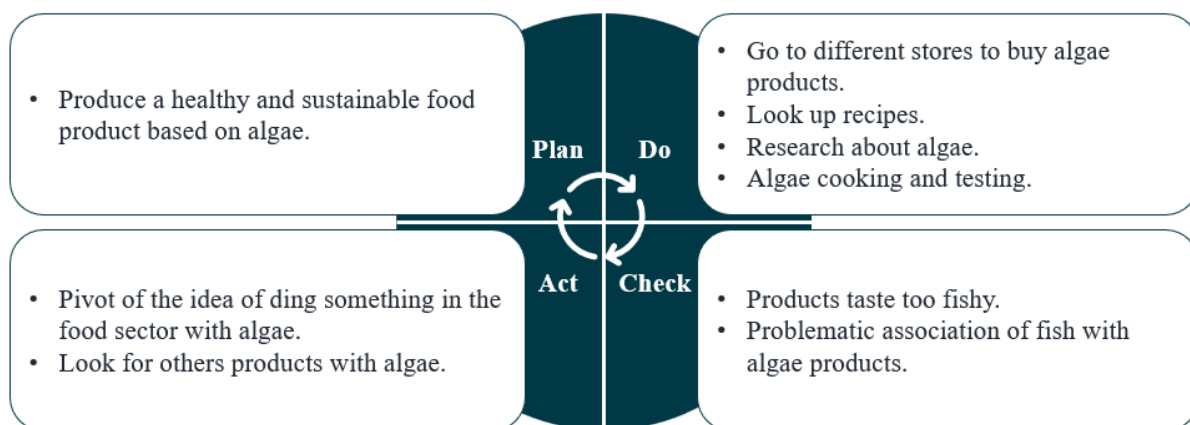 • Produce a healthy and sustainable food
product based on algae.
Plan
Do
• Go to different stores to buy algae
products.
• Look up recipes.
• Research about algae.
• Algae cooking and testing.
• Pivot of the idea of ding something in the
food sector with algae.
• Look for others products with algae.
Act
Check
• Products taste too fishy.
• Problematic association of fish with
algae products.